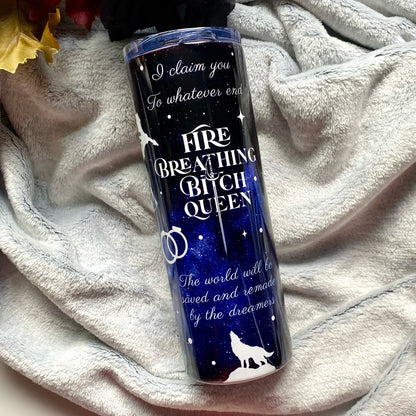 I claim you
To whatever end
FIRE
BREATHING
BITCH
QUEEN
The world will be
saved and remade
by the dreamers